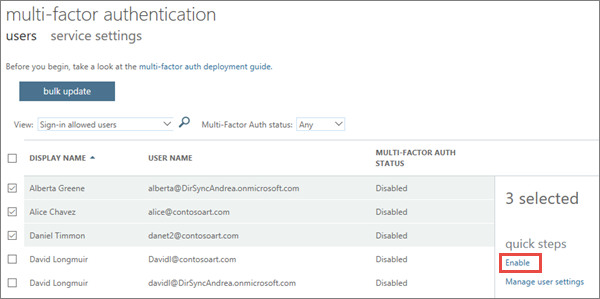 multi-factor authentication
users service settings
Before you begin, take a look at the multi-factor auth deployment guide.
bulk update
View: Sign-in allowed users Multi-Factor Auth status: Any
DISPLAY NAME USER NAME MULTI-FACTOR AUTH STATUS
Alberta Greene alberta@DirSyncAndrea.onmicrosoft.com Disabled
Alice Chavez alice@contosoart.com Disabled
Daniel Timmon danet2@contosoart.com Disabled
David Longmuir Davidl@contosoart.com Disabled
David Longmuir davidl@DirSyncAndrea.onmicrosoft.com Disabled
3 selected
quick steps
Enable
Manage user settings